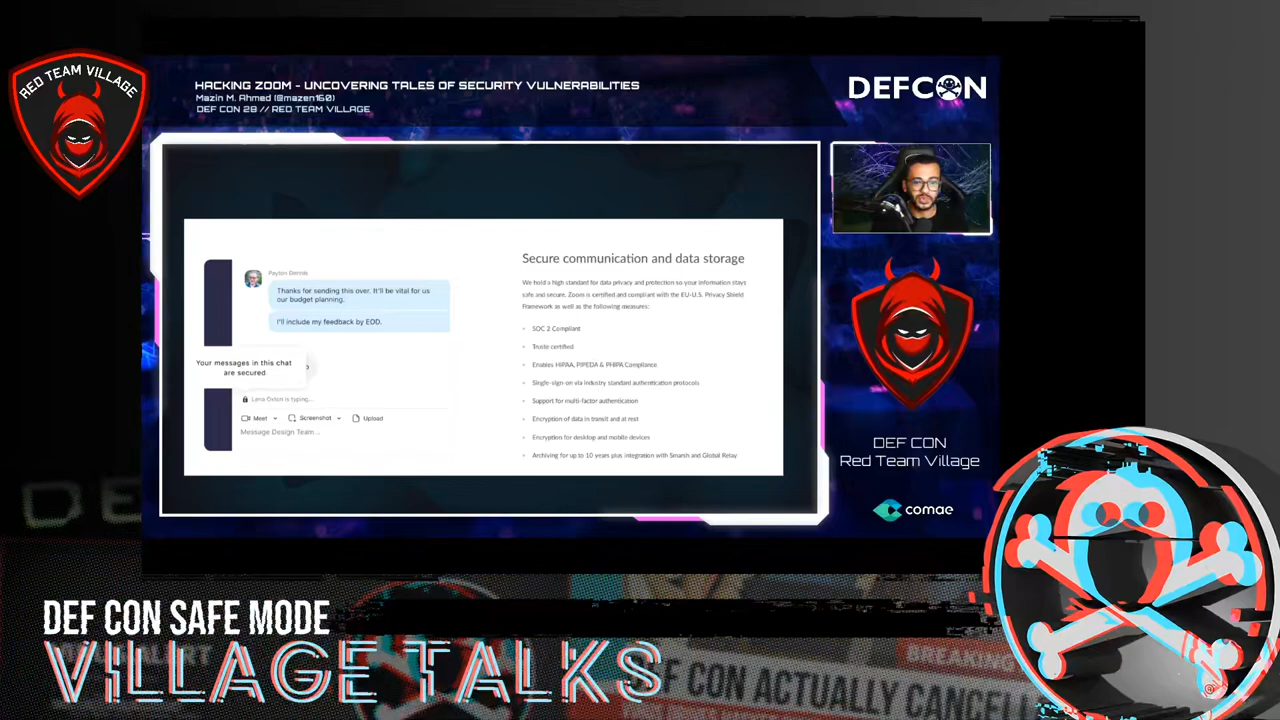 RED TEAM VILLAGE
HACKING ZOOM - UNCOVERING TALES OF SECURITY VULNERABILITIES
Mazin M. Ahmed (@mazen160)
DEF CON 28 // RED TEAM VILLAGE
DEFCON
Payton Derricks
Thanks for sending this over. It'll be vital for us
our budget planning.
I'll include my feedback by EOD.
Your messages in this chat
are secured
Lena Oxton is typing...
Meet
Screenshot
Upload
Message Design Team ...
Secure communication and data storage
We hold a high standard for data privacy and protection so your information stays
safe and secure. Zoom is certified and compliant with the EU-U.S. Privacy Shield
Framework as well as the following measures:
• SOC 2 Compliant
• Truste certified
• Enables HIPAA, PIPEDA & PHIPA Compliance
• Single-sign-on via industry standard authentication protocols
• Support for multi-factor authentication
• Encryption of data in transit and at rest
• Encryption for desktop and mobile devices
• Archiving for up to 10 years plus integration with Smarsh and Global Relay
DEF CON
Red Team Village
comae
DEF CON SAFE MODE
VILLAGE TALKS
BREAKING
DEF CON ACTUALLY CANCEL